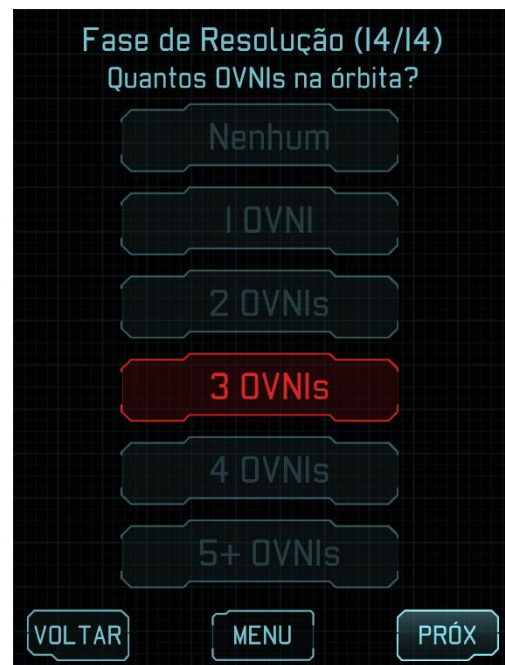 Fase de Resolução (14/14)
Quantos OVNIs na órbita?
Nenhum
1 OVNI
2 OVNIs
3 OVNIs
4 OVNIs
5+ OVNIs
VOLTAR
MENU
PRÓX